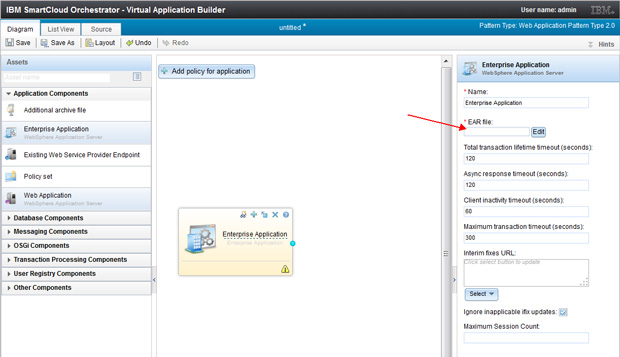 IBM SmartCloud Orchestrator - Virtual Application Builder
User name: admin
IBM
Diagram
List View
Source
untitled *
Pattern Type: Web Application Pattern Type 2.0
Save
Save As
Layout
Undo
Redo
Hints
Assets
Asset name
Application Components
Additional archive file
Enterprise Application
WebSphere Application Server
Existing Web Service Provider Endpoint
Policy set
Web Application
WebSphere Application Server
Database Components
Messaging Components
OSGi Components
Transaction Processing Components
User Registry Components
Other Components
Add policy for application
Enterprise Application
Enterprise Application
Enterprise Application
WebSphere Application Server
* Name:
Enterprise Application
* EAR file:
Edit
Total transaction lifetime timeout (seconds):
120
Async response timeout (seconds):
120
Client inactivity timeout (seconds):
60
Maximum transaction timeout (seconds):
300
Interim fixes URL:
Click select button to update
Select
Ignore inapplicable ifix updates:
Maximum Session Count: